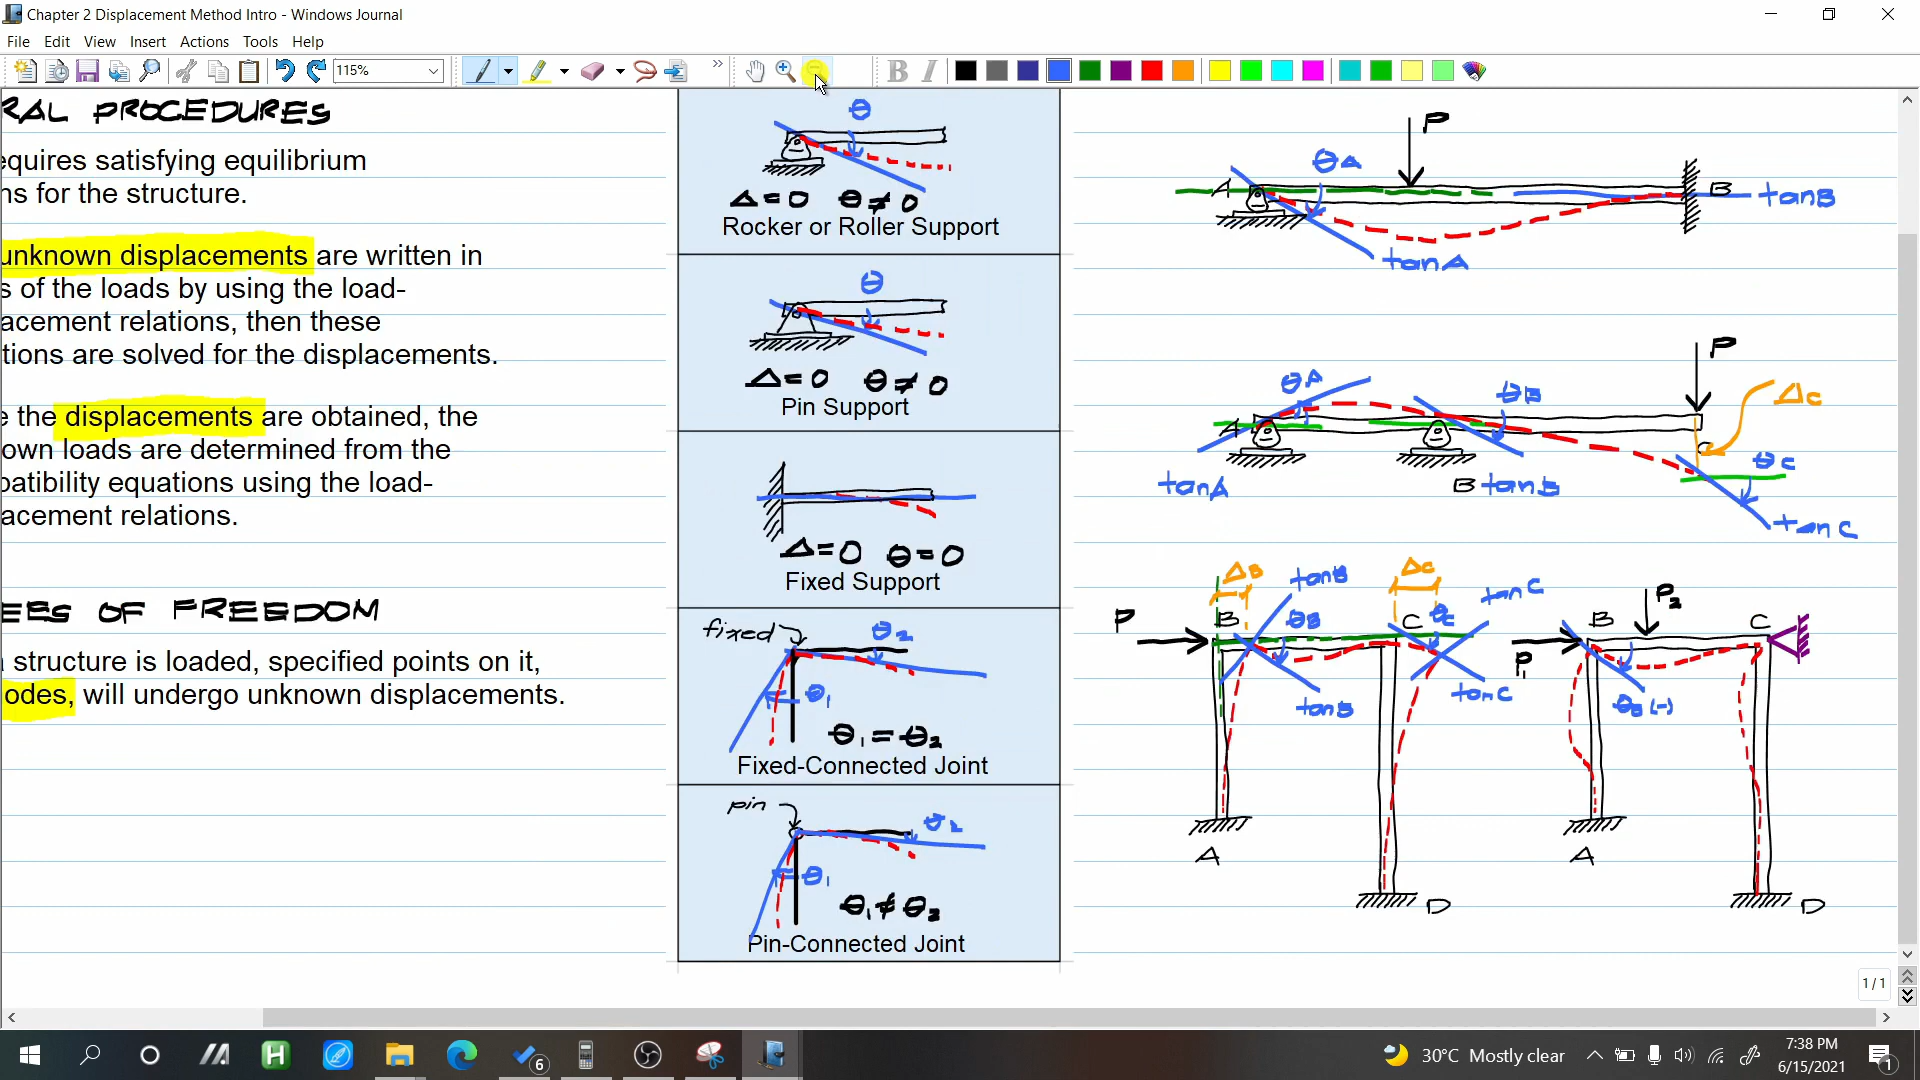 Chapter 2 Displacement Method Intro - Windows Journal
File Edit View Insert Actions Tools Help
115%
B I
RAL PROCEDURES
equires satisfying equilibrium
ns for the structure.
unknown displacements are written in
s of the loads by using the load-
acement relations, then these
tions are solved for the displacements.
e the displacements are obtained, the
own loads are determined from the
patibility equations using the load-
acement relations.
EES OF FREEDOM
structure is loaded, specified points on it,
odes, will undergo unknown displacements.
θ
Δ=0 θ≠0
Rocker or Roller Support
θ
Δ=0 θ≠0
Pin Support
Δ=0 θ=0
Fixed Support
fixed θ2
θ1
θ1=θ2
Fixed-Connected Joint
pin θ2
θ1
θ1≠θ2
Pin-Connected Joint
P
θA
A B tanB
tanA
P
θA θB Δc
A C
θc
tanA B tanB
tanC
ΔB tanB Δc tanC
P B θB C θc
tanB tanC
A
D
P2
B C
P1
θB (-)
A
D
1 / 1
6
30°C Mostly clear
7:38 PM
6/15/2021
1